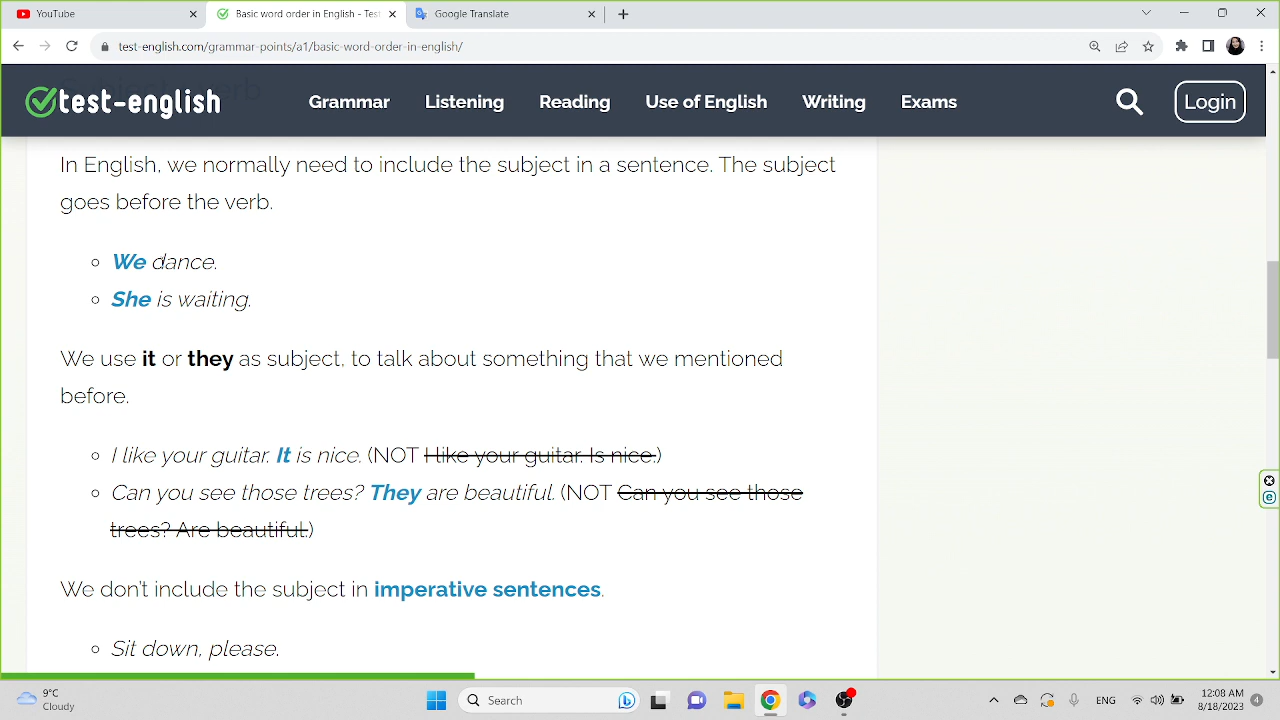 YouTube
Basic word order in English - Test
Google Translate
test-english.com/grammar-points/a1/basic-word-order-in-english/
test-english
Grammar
Listening
Reading
Use of English
Writing
Exams
Login
In English, we normally need to include the subject in a sentence. The subject
goes before the verb.
We dance.
She is waiting.
We use it or they as subject, to talk about something that we mentioned
before.
I like your guitar. It is nice. (NOT I like your guitar. Is nice.)
Can you see those trees? They are beautiful. (NOT Can you see those
trees? Are beautiful.)
We don't include the subject in imperative sentences.
Sit down, please.
9°C
Cloudy
Search
ENG
12:08 AM
8/18/2023
4